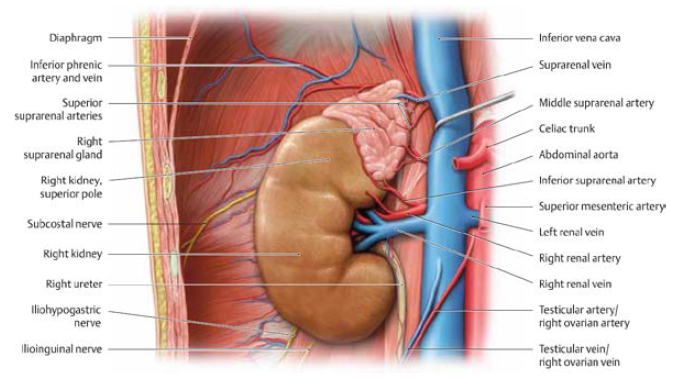 Diaphragm
Inferior phrenic
artery and vein
Superior
suprarenal arteries
Right
suprarenal gland
Right kidney,
superior pole
Subcostal nerve
Right kidney
Right ureter
Iliohypogastric
nerve
Ilioinguinal nerve
Inferior vena cava
Suprarenal vein
Middle suprarenal artery
Celiac trunk
Abdominal aorta
Inferior suprarenal artery
Superior mesenteric artery
Left renal vein
Right renal artery
Right renal vein
Testicular artery/
right ovarian artery
Testicular vein/
right ovarian vein